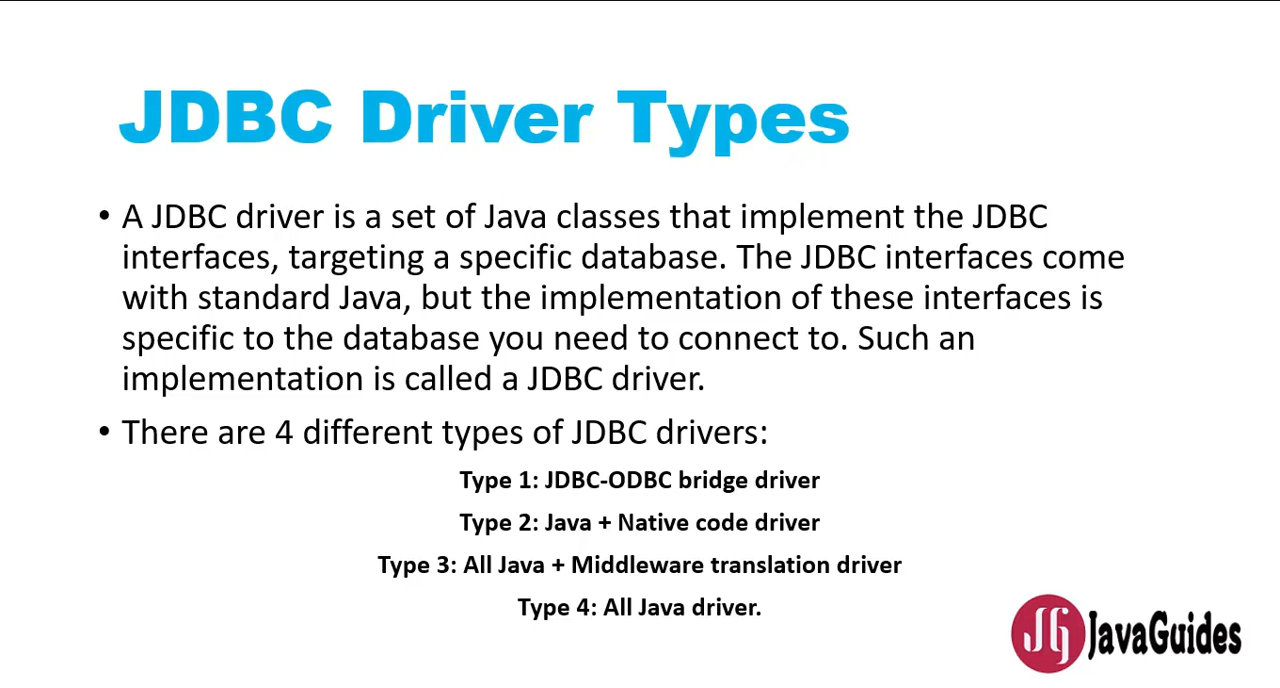 JDBC Driver Types
• A JDBC driver is a set of Java classes that implement the JDBC
interfaces, targeting a specific database. The JDBC interfaces come
with standard Java, but the implementation of these interfaces is
specific to the database you need to connect to. Such an
implementation is called a JDBC driver.
• There are 4 different types of JDBC drivers:
Type 1: JDBC-ODBC bridge driver
Type 2: Java + Native code driver
Type 3: All Java + Middleware translation driver
Type 4: All Java driver.
JG JavaGuides